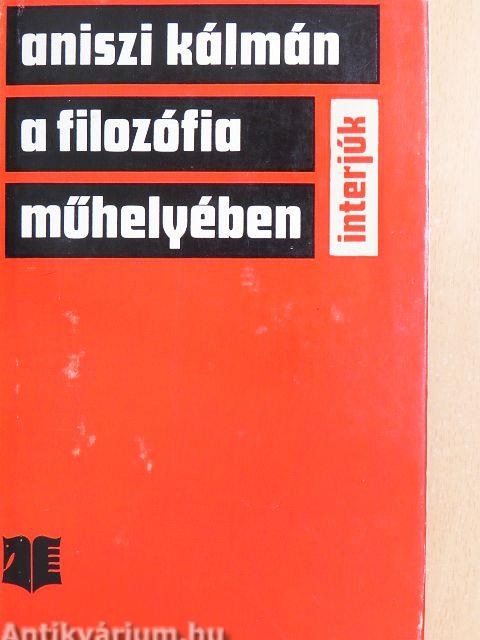 aniszi kálmán
a filozófia
műhelyében
interjúk
Antikvárium.hu